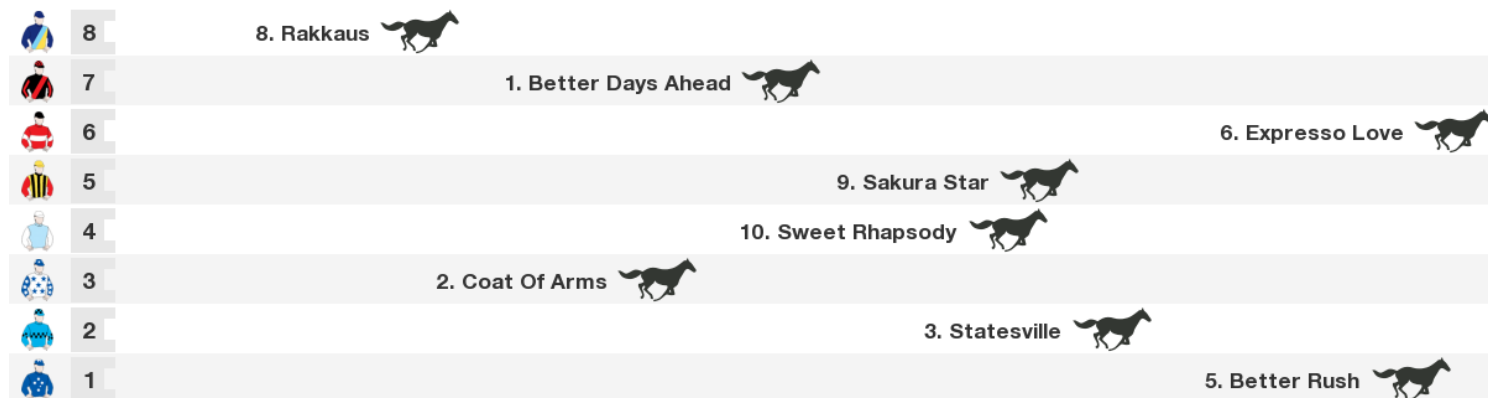 8 8. Rakkaus
7 1. Better Days Ahead
6 6. Expresso Love
5 9. Sakura Star
4 10. Sweet Rhapsody
3 2. Coat Of Arms
2 3. Statesville
1 5. Better Rush